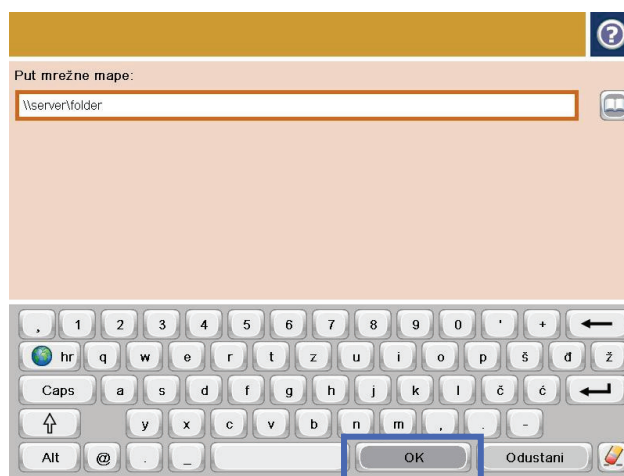 ?
Put mrežne mape:
\\server\folder
¸ 1 2 3 4 5 6 7 8 9 0 ' +
hr q w e r t z u i o p š đ ž
Caps a s d f g h j k l č ć
y x c v b n m , . -
Alt @ . _ OK Odustani